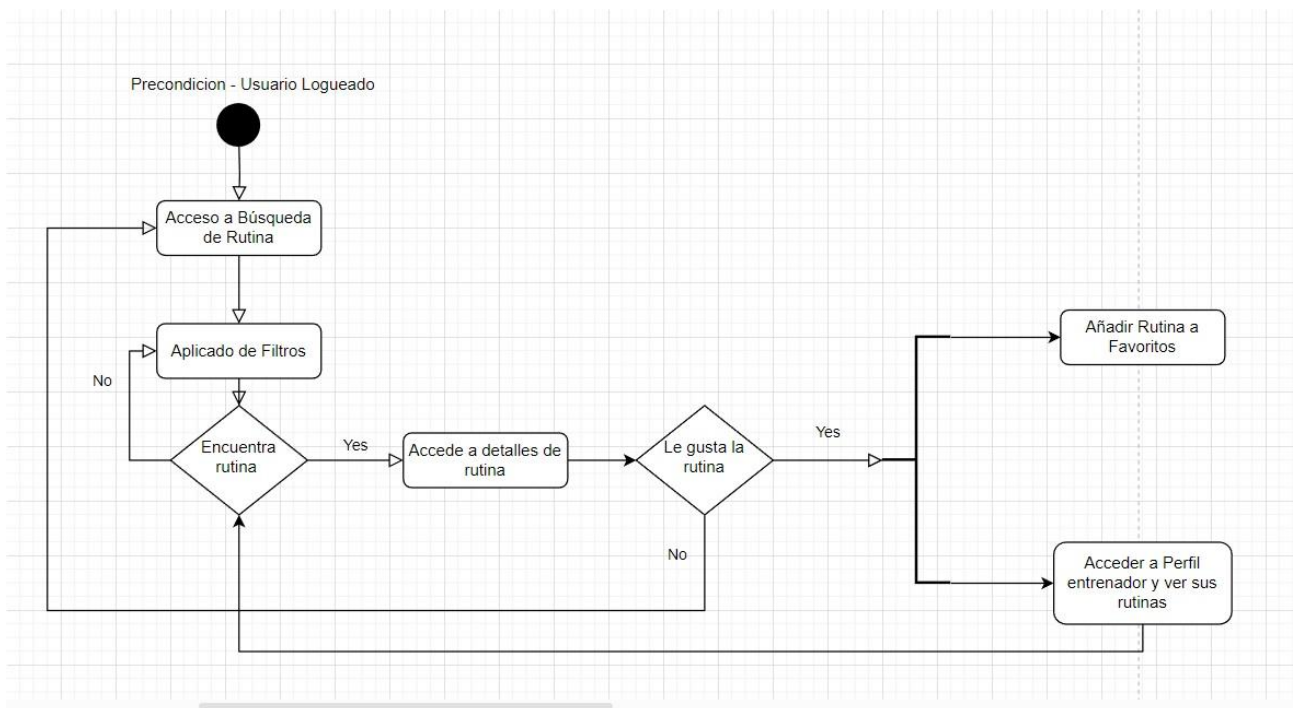 Precondicion - Usuario Logueado
Acceso a Búsqueda
de Rutina
Aplicado de Filtros
No
Encuentra
rutina
Yes
Accede a detalles de
rutina
Le gusta la
rutina
Yes
No
Añadir Rutina a
Favoritos
Acceder a Perfil
entrenador y ver sus
rutinas